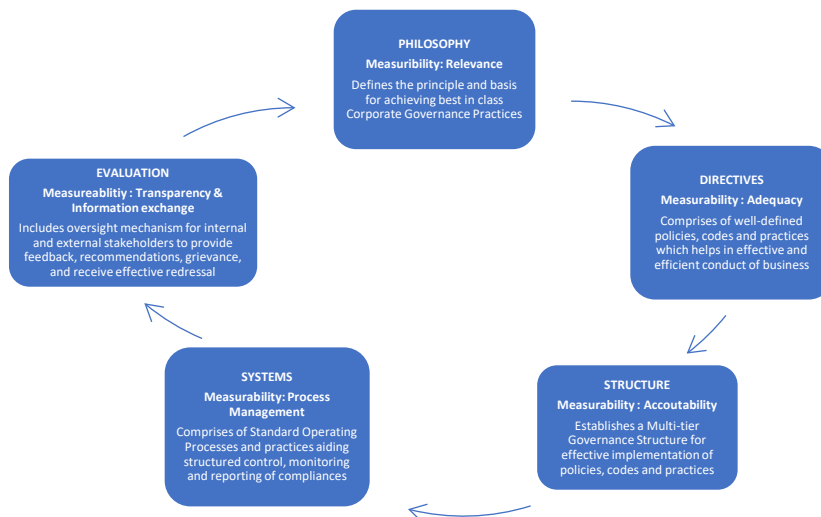 PHILOSOPHY
Measuribility: Relevance
Defines the principle and basis
for achieving best in class
Corporate Governance Practices
DIRECTIVES
Measurability : Adequacy
Comprises of well-defined
policies, codes and practices
which helps in effective and
efficient conduct of business
STRUCTURE
Measurability : Accoutability
Establishes a Multi-tier
Governance Structure for
effective implementation of
policies, codes and practices
SYSTEMS
Measurability: Process
Management
Comprises of Standard Operating
Processes and practices aiding
structured control, monitoring
and reporting of compliances
EVALUATION
Measureablitiy : Transparency &
Information exchange
Includes oversight mechanism for internal
and external stakeholders to provide
feedback, recommendations, grievance,
and receive effective redressal